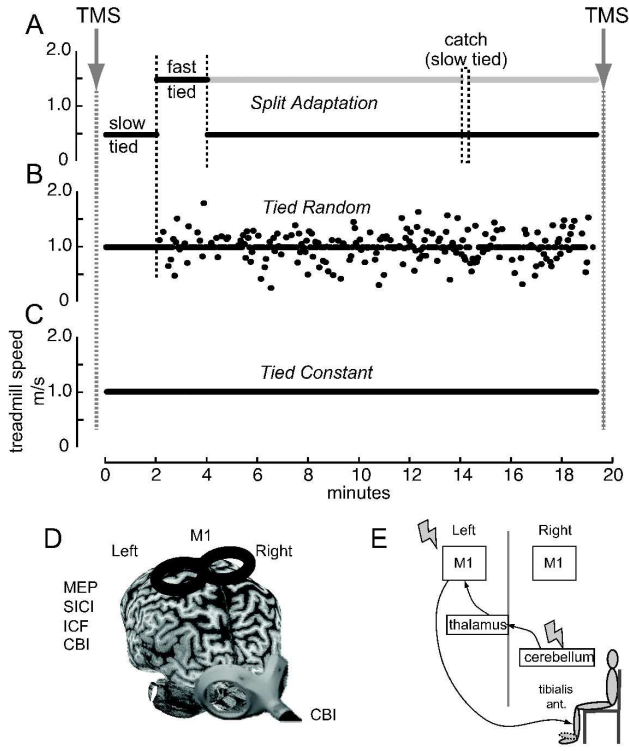 TMS TMS
A
2.0
1.0
0
slow
tied
fast
tied
Split Adaptation
catch
(slow tied)
B
2.0
1.0
0
Tied Random
C
2.0
1.0
0
Tied Constant
treadmill speed
m/s
0 2 4 6 8 10 12 14 16 18 20
minutes
D
Left
M1
Right
MEP
SICI
ICF
CBI
CBI
E
Left Right
M1 M1
thalamus
cerebellum
tibialis
ant.